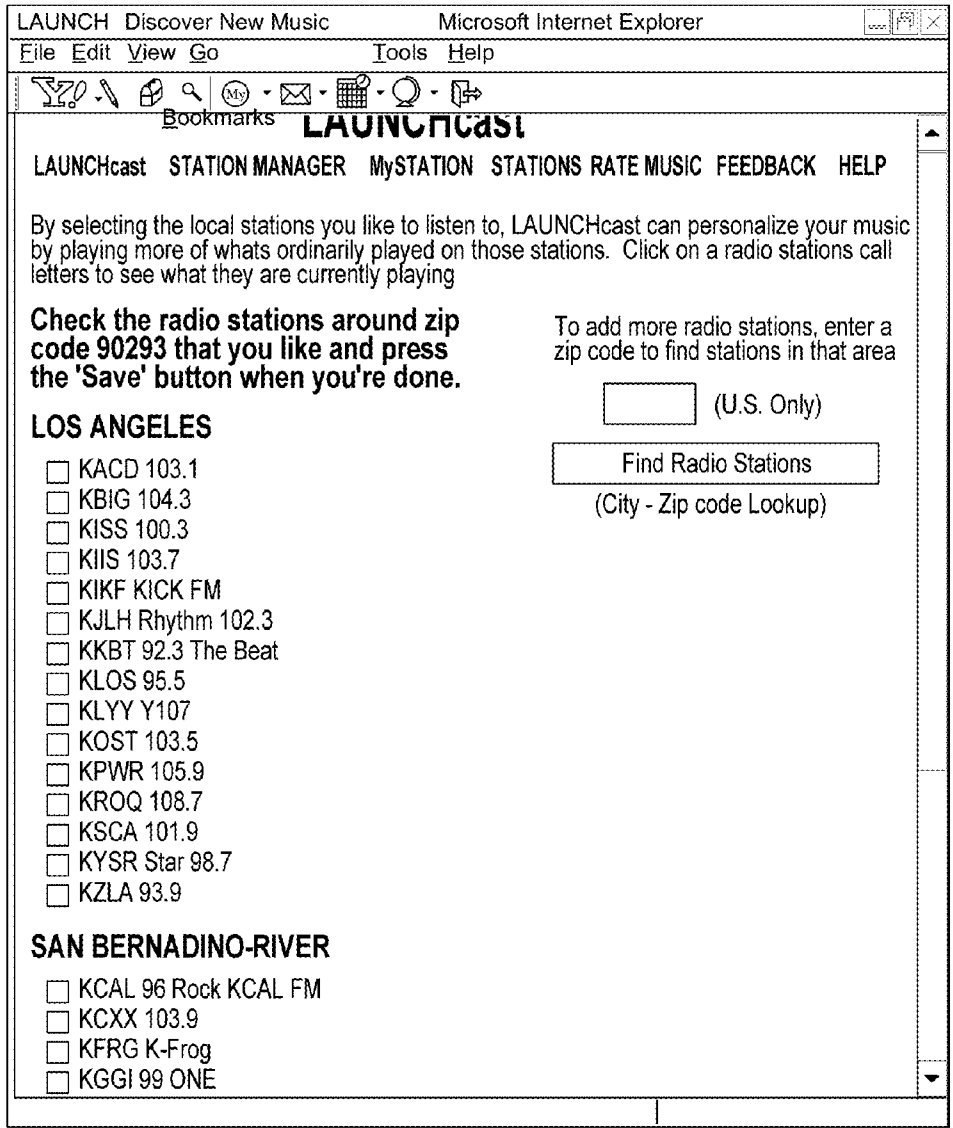 LAUNCH Discover New Music Microsoft Internet Explorer
File Edit View Go Tools Help
Y! My
Bookmarks LAUNCHcast
LAUNCHcast STATION MANAGER MySTATION STATIONS RATE MUSIC FEEDBACK HELP
By selecting the local stations you like to listen to, LAUNCHcast can personalize your music
by playing more of whats ordinarily played on those stations. Click on a radio stations call
letters to see what they are currently playing
Check the radio stations around zip
code 90293 that you like and press
the 'Save' button when you're done.
To add more radio stations, enter a
zip code to find stations in that area
(U.S. Only)
Find Radio Stations
(City - Zip code Lookup)
LOS ANGELES
KACD 103.1
KBIG 104.3
KISS 100.3
KIIS 103.7
KIKF KICK FM
KJLH Rhythm 102.3
KKBT 92.3 The Beat
KLOS 95.5
KLYY Y107
KOST 103.5
KPWR 105.9
KROQ 108.7
KSCA 101.9
KYSR Star 98.7
KZLA 93.9
SAN BERNADINO-RIVER
KCAL 96 Rock KCAL FM
KCXX 103.9
KFRG K-Frog
KGGI 99 ONE